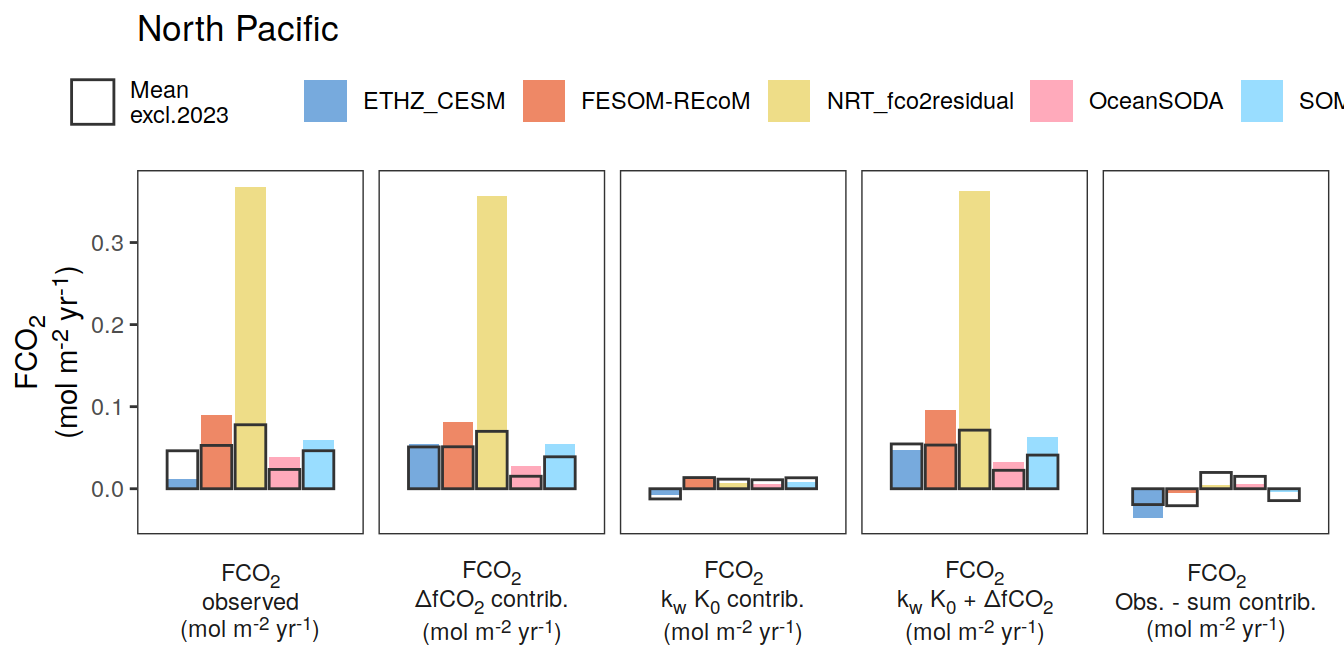 North Pacific
Mean
excl.2023
ETHZ_CESM
FESOM-REcoM
NRT_fco2residual
OceanSODA
SOM
FCO2
(mol m-2 yr-1)
0.3
0.2
0.1
0.0
FCO2
observed
(mol m-2 yr-1)
FCO2
ΔfCO2 contrib.
(mol m-2 yr-1)
FCO2
kw K0 contrib.
(mol m-2 yr-1)
FCO2
kw K0 + ΔfCO2
(mol m-2 yr-1)
FCO2
Obs. - sum contrib.
(mol m-2 yr-1)